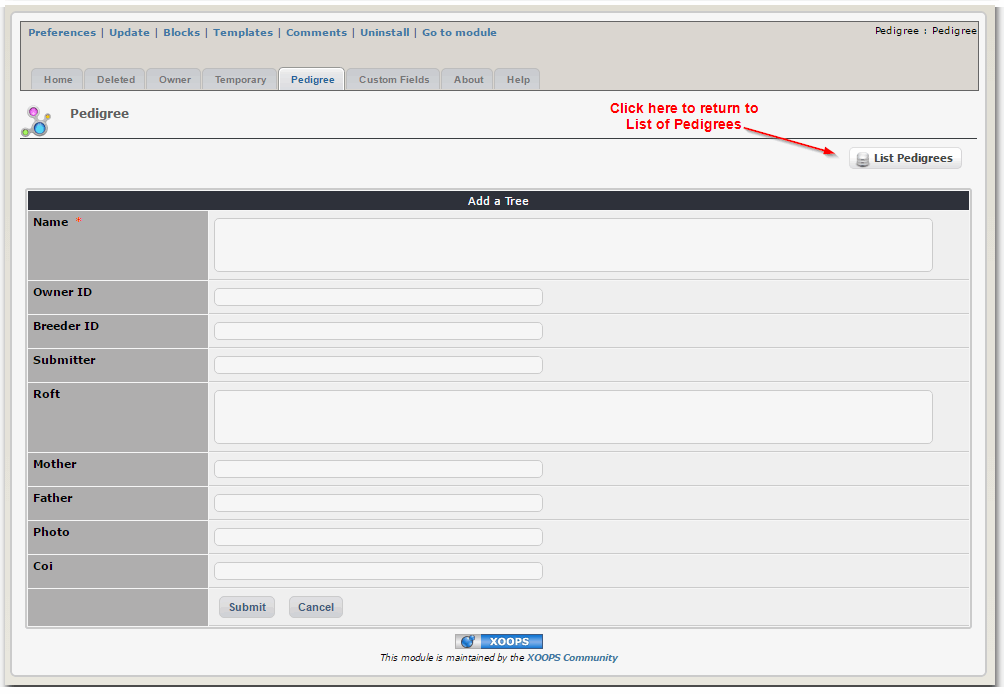 Preferences | Update | Blocks | Templates | Comments | Uninstall | Go to module
Pedigree : Pedigree
Home Deleted Owner Temporary Pedigree Custom Fields About Help
Pedigree
Click here to return to
List of Pedigrees
List Pedigrees
Add a Tree
Name *
Owner ID
Breeder ID
Submitter
Roft
Mother
Father
Photo
Coi
Submit Cancel
XOOPS
This module is maintained by the XOOPS Community